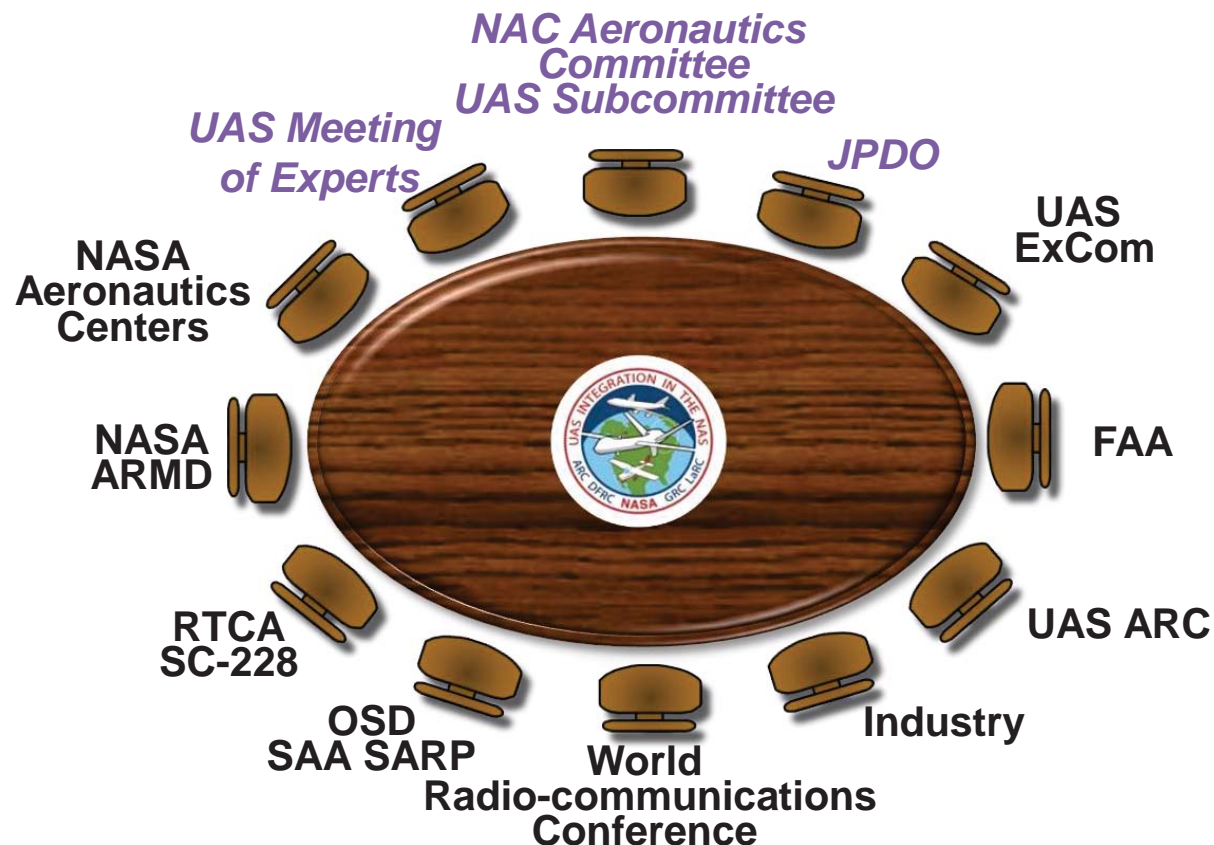 NAC Aeronautics
Committee
UAS Subcommittee
UAS Meeting
of Experts
JPDO
UAS
ExCom
NASA
Aeronautics
Centers
NASA
ARMD
FAA
UAS INTEGRATION IN THE NAS
ARC DFRC NASA GRC LaRC
RTCA
SC-228
UAS ARC
OSD
SAA SARP
Industry
World
Radio-communications
Conference